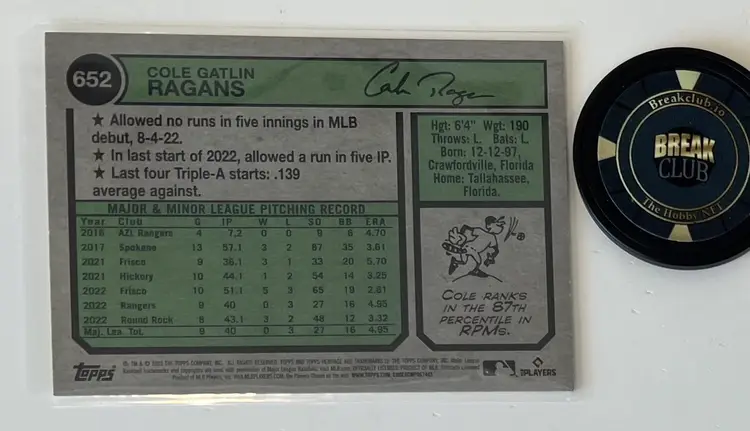 652
COLE GATLIN
RAGANS
Cole Ragans
★ Allowed no runs in five innings in MLB
debut, 8-4-22.
★ In last start of 2022, allowed a run in five IP.
★ Last four Triple-A starts: .139
average against.
Hgt: 6'4" Wgt: 190
Throws: L. Bats: L.
Born: 12-12-97,
Crawfordville, Florida
Home: Tallahassee,
Florida.
MAJOR & MINOR LEAGUE PITCHING RECORD
Year Club G IP W L SO BB ERA
2016 AZL Rangers 4 7.2 0 0 9 6 4.70
2017 Spokane 13 57.1 3 2 87 35 3.61
2021 Frisco 9 36.1 3 1 33 20 5.70
2021 Hickory 10 44.1 1 2 54 14 3.25
2022 Frisco 10 51.1 5 3 65 19 2.81
2022 Rangers 9 40 0 3 27 16 4.95
2022 Round Rock 8 43.1 3 2 48 12 3.32
Maj. Lea. Tot. 9 40 0 3 27 16 4.95
COLE RANKS
IN THE 87TH
PERCENTILE IN
RPMs.
Topps
PLAYERS
Breakclub.io
BREAK
CLUB